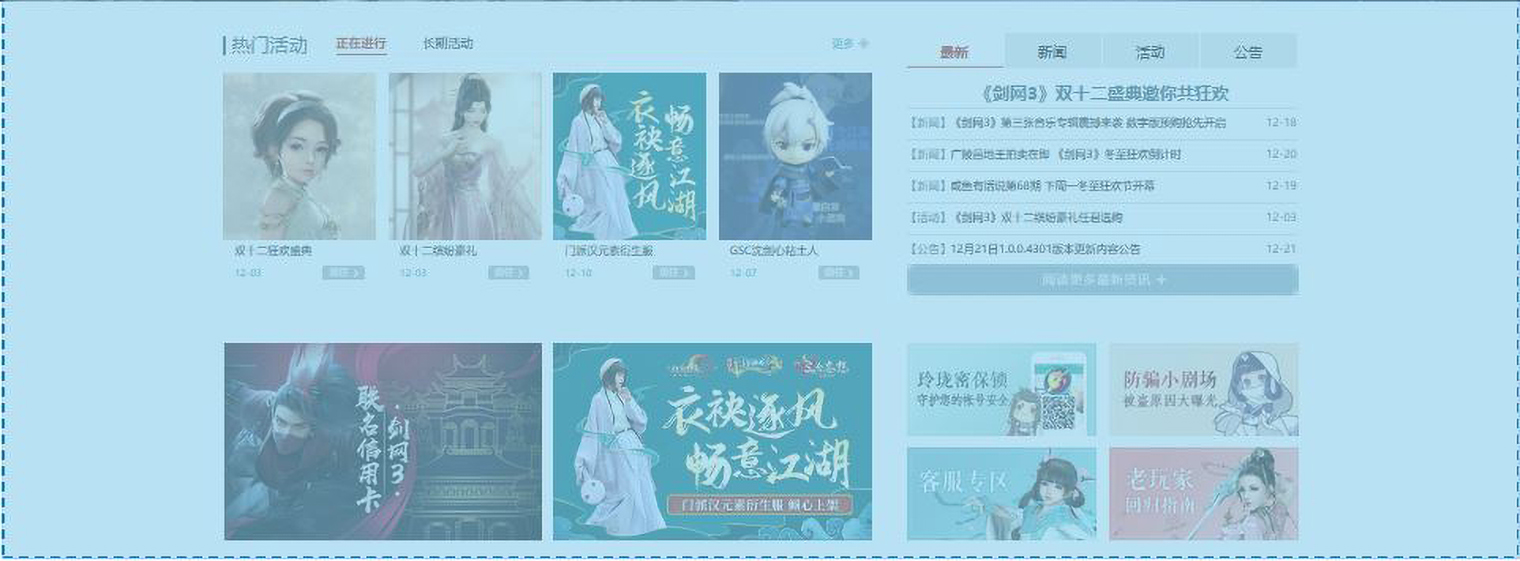 热门活动 正在进行 长期活动 更多 +
衣袂逐风
畅意江湖
双十二狂欢盛典
12-03 前往 >
双十二缤纷豪礼
12-03 前往 >
门派汉元素衍生服
12-10 前往 >
GSC沈剑心粘土人
12-07 前往 >
最新 新闻 活动 公告
《剑网3》双十二盛典邀你共狂欢
【新闻】《剑网3》第三张音乐专辑震撼来袭 数字版预购抢先开启 12-18
【新闻】广陵邑地王拍卖在即 《剑网3》冬至狂欢倒计时 12-20
【新闻】咸鱼有话说第68期 下周一冬至狂欢节开幕 12-19
【活动】《剑网3》双十二缤纷豪礼任君选购 12-03
【公告】12月21日1.0.0.4301版本更新内容公告 12-21
阅读更多最新资讯 +
·剑网3·
联名信用卡
衣袂逐风
畅意江湖
门派汉元素衍生服 倾心上架
玲珑密保锁
守护您的帐号安全
防骗小剧场
被盗原因大曝光
客服专区
老玩家
回归指南